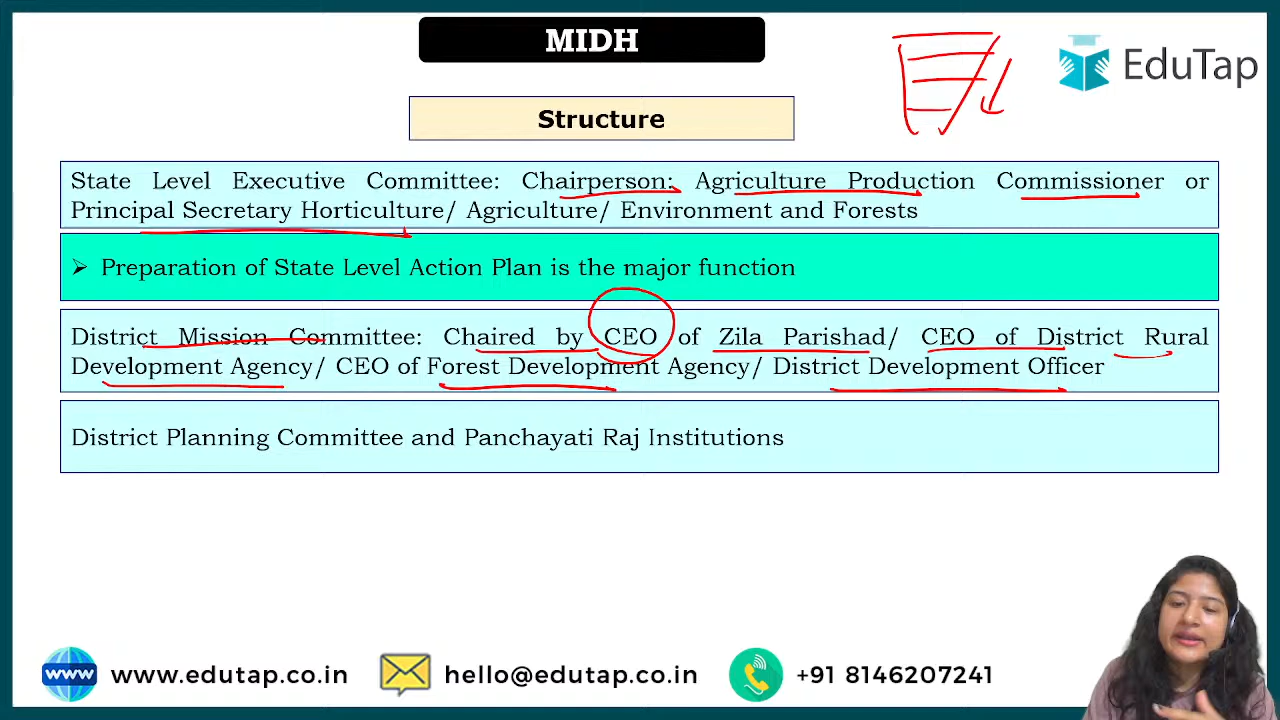 MIDH
EduTap
Structure
State Level Executive Committee: Chairperson: Agriculture Production Commissioner or
Principal Secretary Horticulture/ Agriculture/ Environment and Forests
➢ Preparation of State Level Action Plan is the major function
District Mission Committee: Chaired by CEO of Zila Parishad/ CEO of District Rural
Development Agency/ CEO of Forest Development Agency/ District Development Officer
District Planning Committee and Panchayati Raj Institutions
www www.edutap.co.in hello@edutap.co.in +91 8146207241